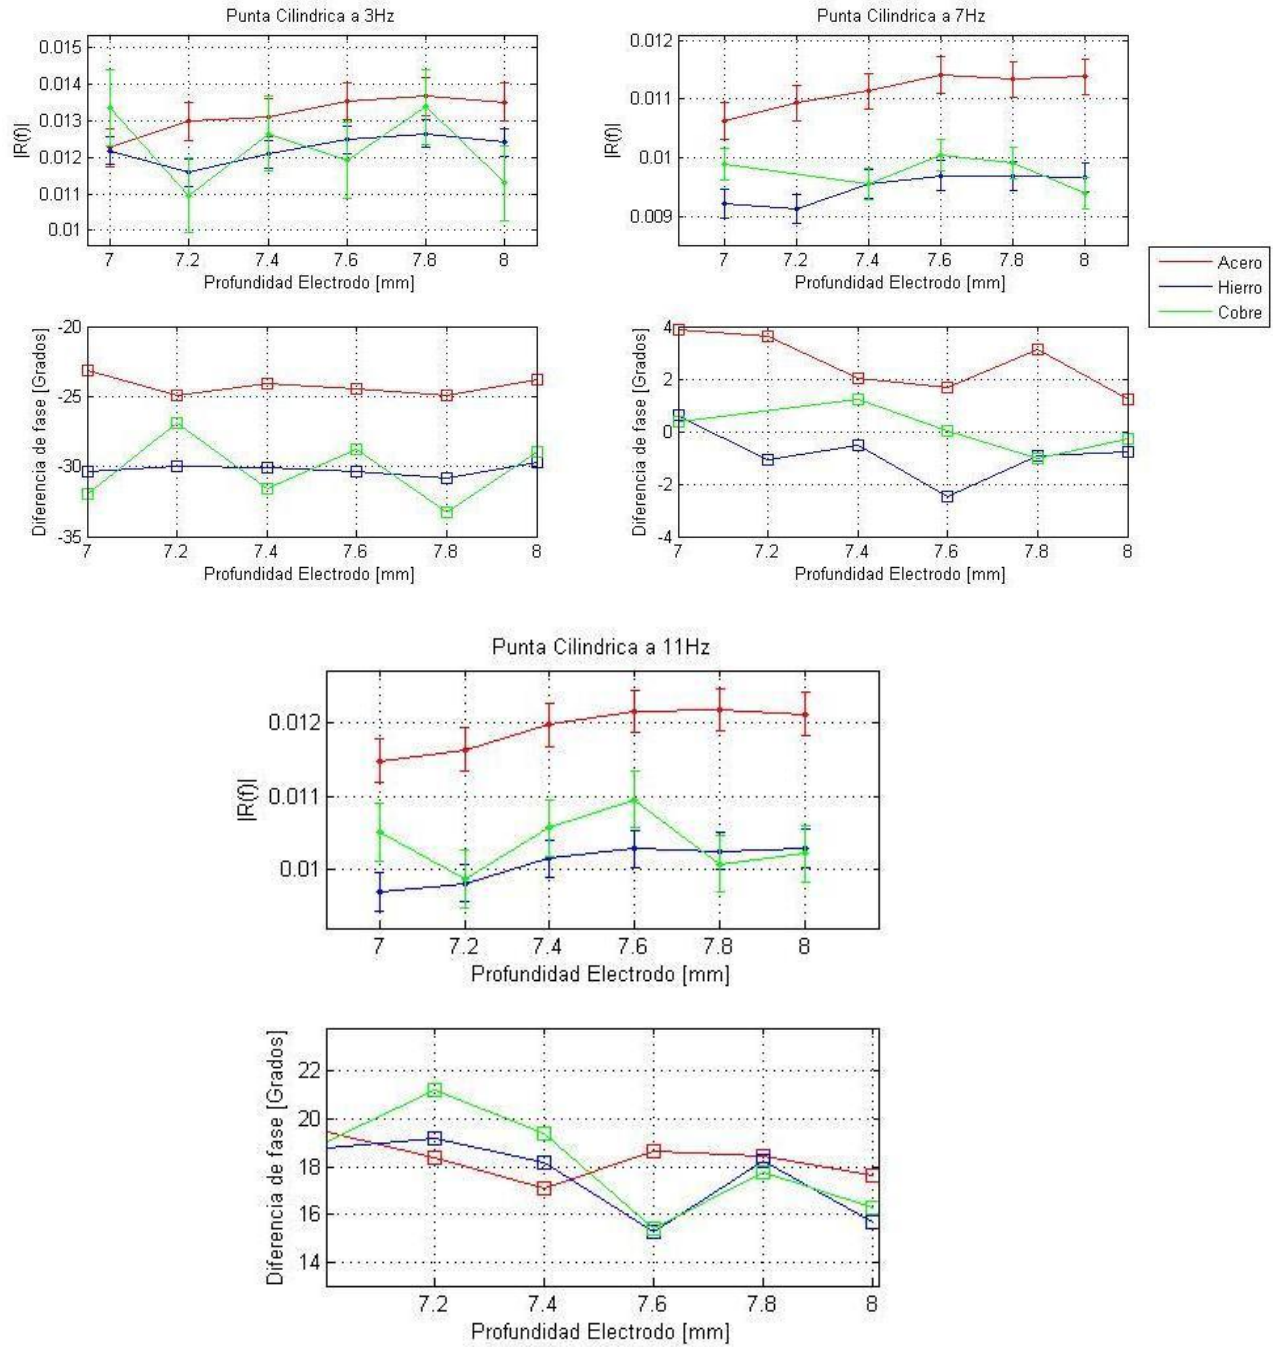 Punta Cilindrica a 3Hz
|R(f)|
0.015
0.014
0.013
0.012
0.011
0.01
7 7.2 7.4 7.6 7.8 8
Profundidad Electrodo [mm]
Punta Cilindrica a 7Hz
|R(f)|
0.012
0.011
0.01
0.009
7 7.2 7.4 7.6 7.8 8
Profundidad Electrodo [mm]
Acero
Hierro
Cobre
Diferencia de fase [Grados]
-20
-25
-30
-35
7 7.2 7.4 7.6 7.8 8
Profundidad Electrodo [mm]
Diferencia de fase [Grados]
4
2
0
-2
-4
7 7.2 7.4 7.6 7.8 8
Profundidad Electrodo [mm]
Punta Cilindrica a 11Hz
|R(f)|
0.012
0.011
0.01
7 7.2 7.4 7.6 7.8 8
Profundidad Electrodo [mm]
Diferencia de fase [Grados]
22
20
18
16
14
7.2 7.4 7.6 7.8 8
Profundidad Electrodo [mm]